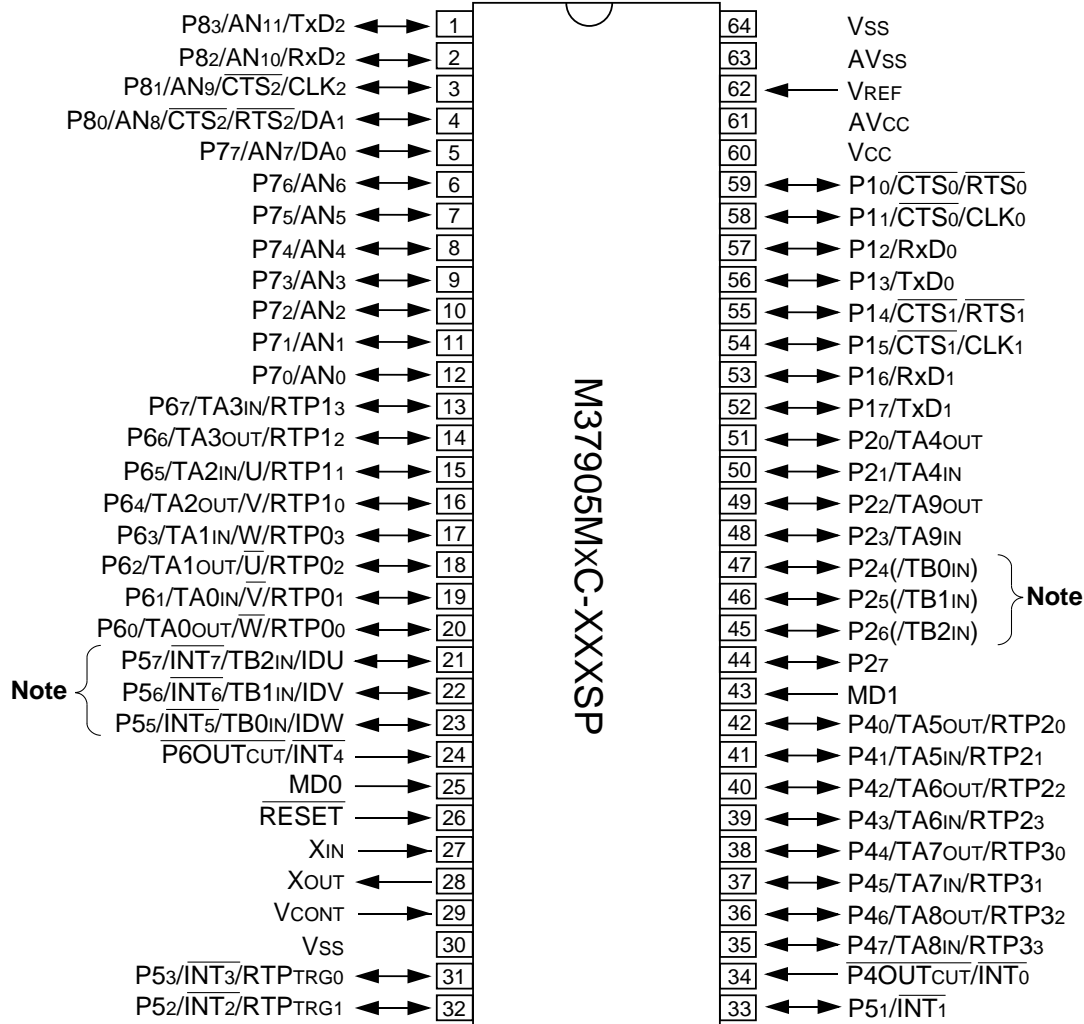 P83/AN11/TxD2 1
P82/AN10/RxD2 2
P81/AN9/CTS2/CLK2 3
P80/AN8/CTS2/RTS2/DA1 4
P77/AN7/DA0 5
P76/AN6 6
P75/AN5 7
P74/AN4 8
P73/AN3 9
P72/AN2 10
P71/AN1 11
P70/AN0 12
P67/TA3IN/RTP13 13
P66/TA3OUT/RTP12 14
P65/TA2IN/U/RTP11 15
P64/TA2OUT/V/RTP10 16
P63/TA1IN/W/RTP03 17
P62/TA1OUT/U/RTP02 18
P61/TA0IN/V/RTP01 19
P60/TA0OUT/W/RTP00 20
P57/INT7/TB2IN/IDU 21
Note P56/INT6/TB1IN/IDV 22
P55/INT5/TB0IN/IDW 23
P6OUTCUT/INT4 24
MD0 25
RESET 26
XIN 27
XOUT 28
VCONT 29
VSS 30
P53/INT3/RTPTRG0 31
P52/INT2/RTPTRG1 32
M37905MXC-XXXSP
64 VSS
63 AVSS
62 VREF
61 AVCC
60 VCC
59 P10/CTS0/RTS0
58 P11/CTS0/CLK0
57 P12/RxD0
56 P13/TxD0
55 P14/CTS1/RTS1
54 P15/CTS1/CLK1
53 P16/RxD1
52 P17/TxD1
51 P20/TA4OUT
50 P21/TA4IN
49 P22/TA9OUT
48 P23/TA9IN
47 P24(/TB0IN)
46 P25(/TB1IN) Note
45 P26(/TB2IN)
44 P27
43 MD1
42 P40/TA5OUT/RTP20
41 P41/TA5IN/RTP21
40 P42/TA6OUT/RTP22
39 P43/TA6IN/RTP23
38 P44/TA7OUT/RTP30
37 P45/TA7IN/RTP31
36 P46/TA8OUT/RTP32
35 P47/TA8IN/RTP33
34 P4OUTCUT/INT0
33 P51/INT1